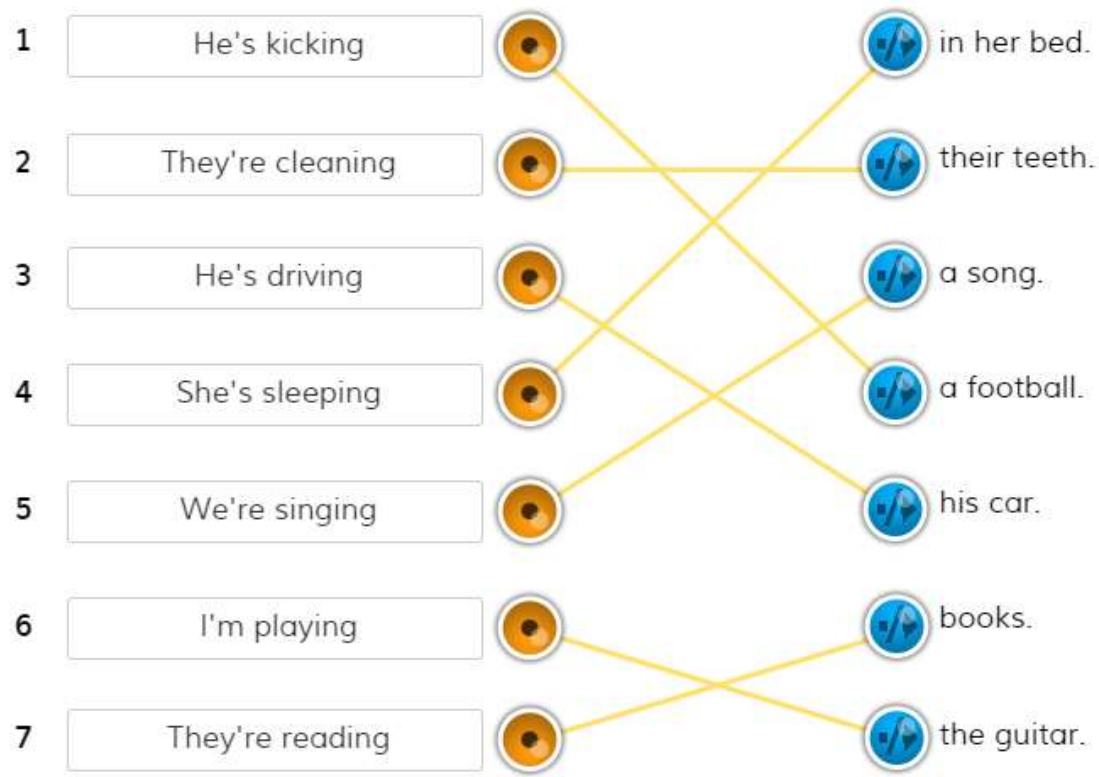 1 He's kicking in her bed.
2 They're cleaning their teeth.
3 He's driving a song.
4 She's sleeping a football.
5 We're singing his car.
6 I'm playing books.
7 They're reading the guitar.